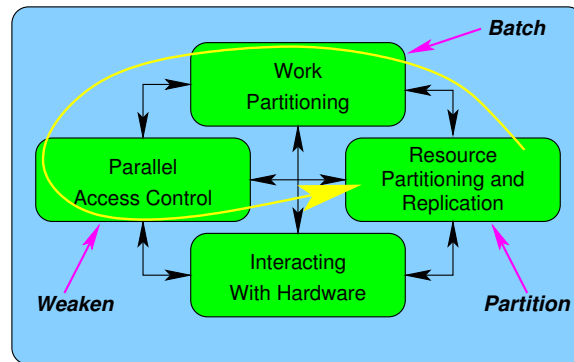 Batch
Work
Partitioning
Parallel
Access Control
Resource
Partitioning and
Replication
Interacting
With Hardware
Weaken
Partition